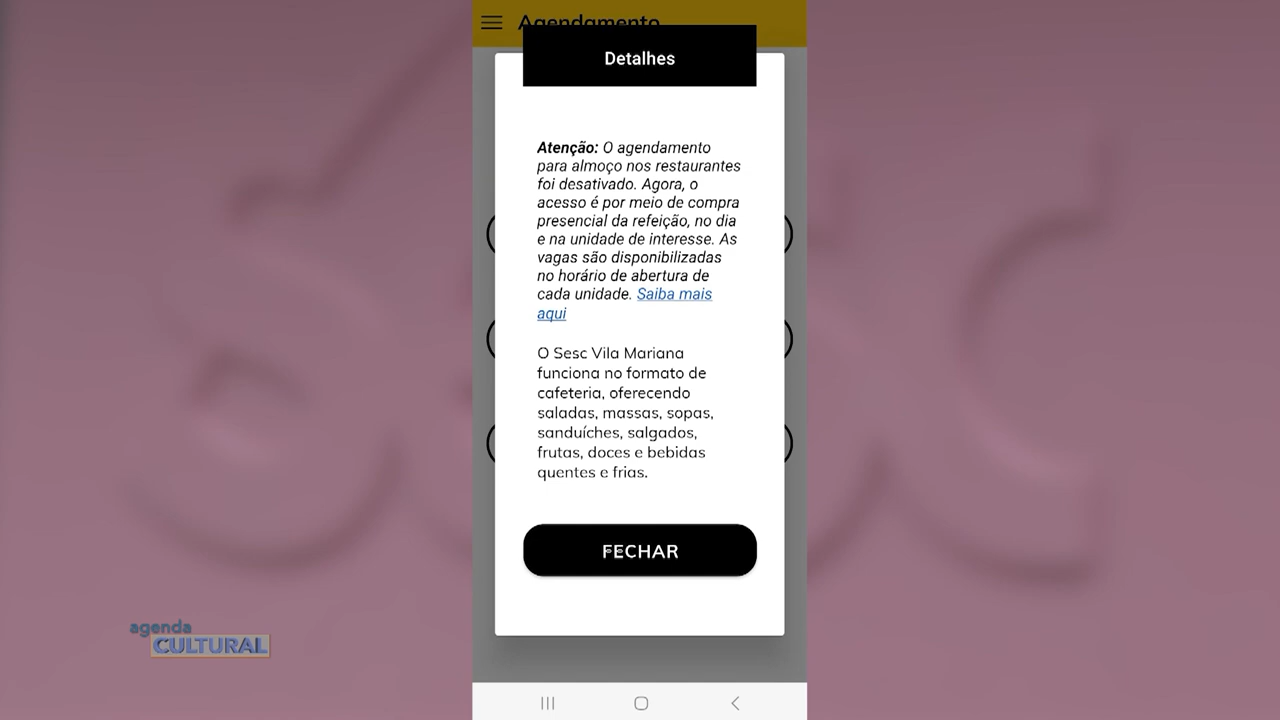 Agendamento
Detalhes
Atenção: O agendamento
para almoço nos restaurantes
foi desativado. Agora, o
acesso é por meio de compra
presencial da refeição, no dia
e na unidade de interesse. As
vagas são disponibilizadas
no horário de abertura de
cada unidade. Saiba mais
aqui
O Sesc Vila Mariana
funciona no formato de
cafeteria, oferecendo
saladas, massas, sopas,
sanduíches, salgados,
frutas, doces e bebidas
quentes e frias.
FECHAR
agenda
CULTURAL
sesc